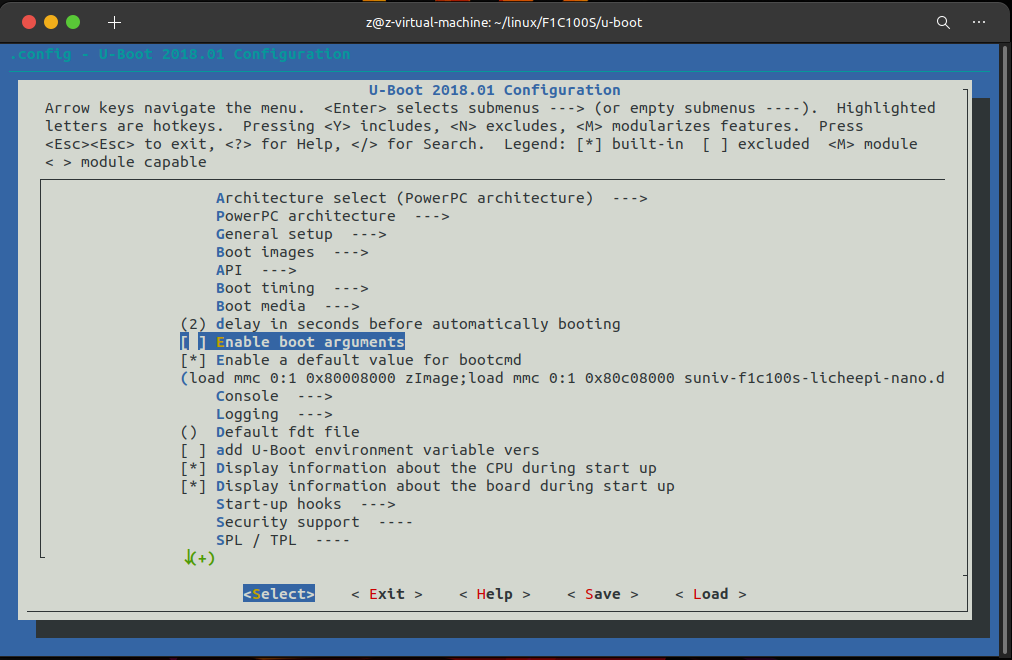 z@z-virtual-machine: ~/linux/F1C100S/u-boot
.config - U-Boot 2018.01 Configuration
U-Boot 2018.01 Configuration
Arrow keys navigate the menu.  <Enter> selects submenus ---> (or empty submenus ----).  Highlighted
letters are hotkeys.  Pressing <Y> includes, <N> excludes, <M> modularizes features.  Press
<Esc><Esc> to exit, <?> for Help, </> for Search.  Legend: [*] built-in  [ ] excluded  <M> module
< > module capable
Architecture select (PowerPC architecture)  --->
PowerPC architecture  --->
General setup  --->
Boot images  --->
API  --->
Boot timing  --->
Boot media  --->
(2) delay in seconds before automatically booting
[ ] Enable boot arguments
[*] Enable a default value for bootcmd
(load mmc 0:1 0x80008000 zImage;load mmc 0:1 0x80c08000 suniv-f1c100s-licheepi-nano.d
Console  --->
Logging  --->
()  Default fdt file
[ ] add U-Boot environment variable vers
[*] Display information about the CPU during start up
[*] Display information about the board during start up
Start-up hooks  --->
Security support  ----
SPL / TPL  ----
↓(+)
<Select>    < Exit >    < Help >    < Save >    < Load >